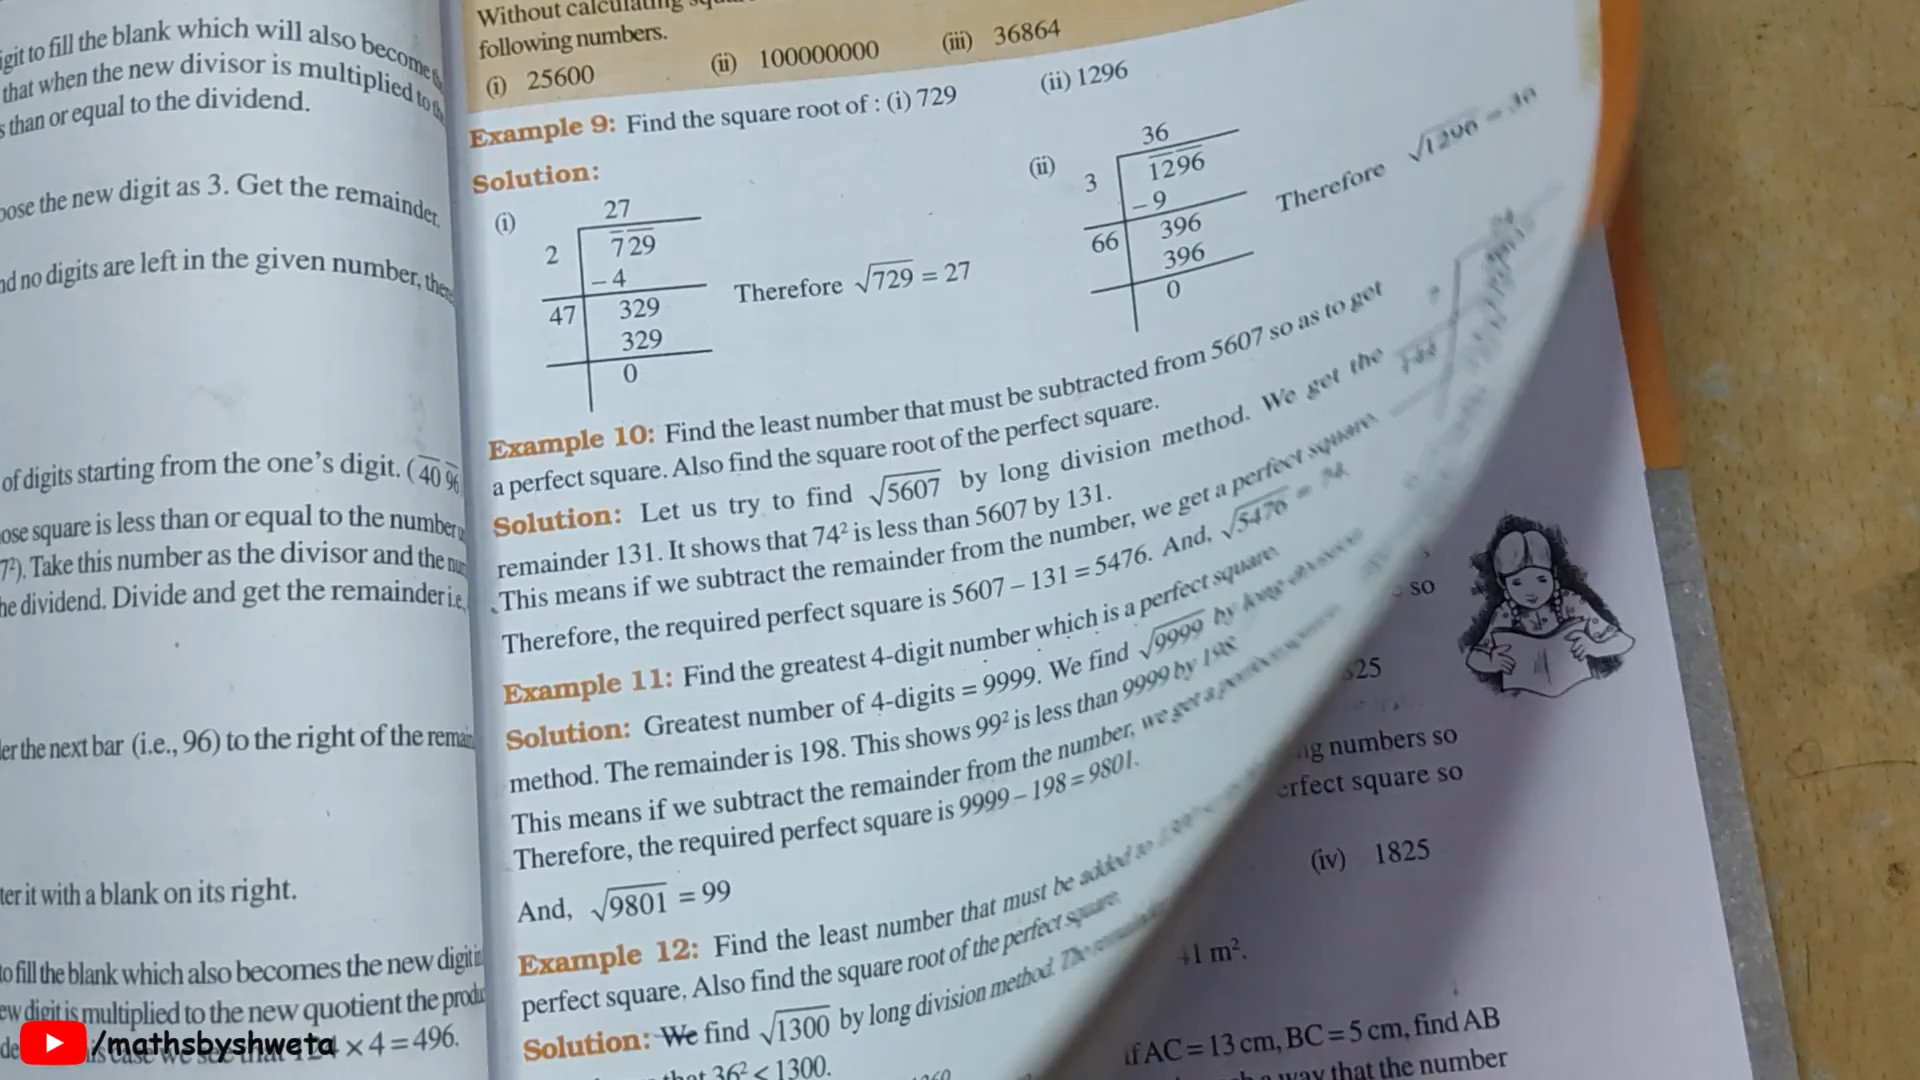 igit to fill the blank which will also become the
that when the new divisor is multiplied to the
s than or equal to the dividend.
pose the new digit as 3. Get the remainder.
nd no digits are left in the given number, there
of digits starting from the one's digit. (40 96
ose square is less than or equal to the number
7²). Take this number as the divisor and the
he dividend. Divide and get the remainder i.e.,
er the next bar (i.e., 96) to the right of the
ter it with a blank on its right.
to fill the blank which also becomes the new digit
ew digit is multiplied to the new quotient the
× 4 = 496.
/mathsbyshweta
Without calculating
following numbers.
(i) 25600 (ii) 100000000 (iii) 36864
Example 9: Find the square root of : (i) 729 (ii) 1296
Solution:
(i)
27
2 729
– 4
47 329
329
0
Therefore √729 = 27
(ii)
36
3 1296
– 9
66 396
396
0
Therefore √1296 = 36
Example 10: Find the least number that must be subtracted from 5607 so as to get
a perfect square. Also find the square root of the perfect square.
Solution: Let us try to find √5607 by long division method. We get the
remainder 131. It shows that 74² is less than 5607 by 131.
This means if we subtract the remainder from the number, we get a perfect square.
Therefore, the required perfect square is 5607 – 131 = 5476. And, √5476 = 74
Example 11: Find the greatest 4-digit number which is a perfect square.
Solution: Greatest number of 4-digits = 9999. We find √9999 by long division
method. The remainder is 198. This shows 99² is less than 9999 by 198.
This means if we subtract the remainder from the number, we get a perfect square.
Therefore, the required perfect square is 9999 – 198 = 9801.
And, √9801 = 99
Example 12: Find the least number that must be added to
perfect square. Also find the square root of the perfect square.
Solution: We find √1300 by long division method. The remainder
that 36² < 1300.
so
325
ng numbers so
erfect square so
(iv) 1825
41 m².
If AC = 13 cm, BC = 5 cm, find AB
way that the number